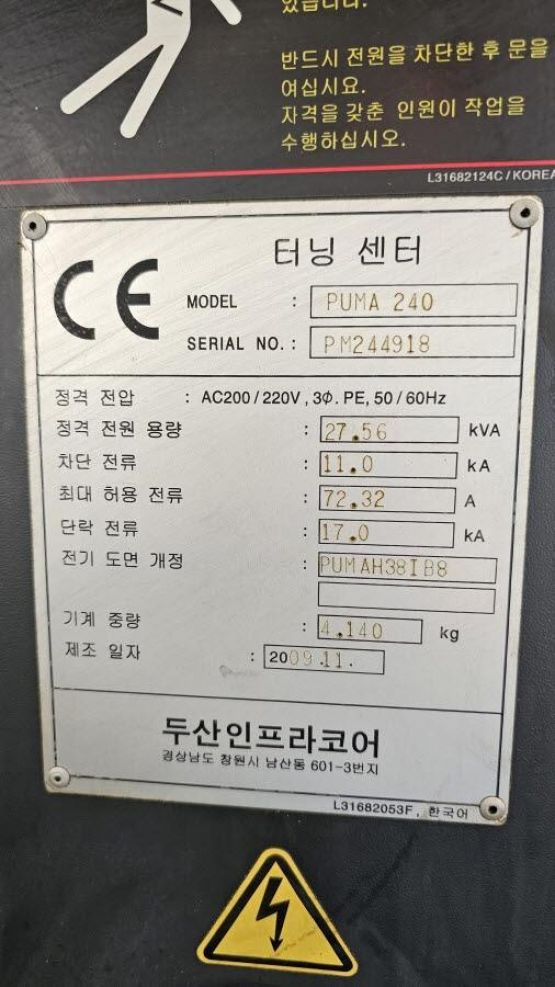 있습니다.
반드시 전원을 차단한 후 문을
여십시요.
자격을 갖춘 인원이 작업을
수행하십시오.
L31682124C / KOREA
CE
터닝 센터
MODEL : PUMA 240
SERIAL NO. : PM244918
정격 전압 : AC200 / 220V , 3Φ. PE, 50 / 60Hz
정격 전원 용량 : 27.56 kVA
차단 전류 : 11.0 kA
최대 허용 전류 : 72.32 A
단락 전류 : 17.0 kA
전기 도면 개정 : PUMAH38IB8
기계 중량 : 4.140 kg
제조 일자 : 2009.11.
두산인프라코어
경상남도 창원시 남산동 601-3번지
L31682053F , 한국어